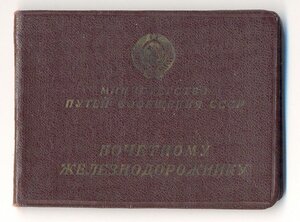 МИНИСТЕРСТВО
ПУТЕЙ СООБЩЕНИЯ СССР
ПОЧЕТНОМУ
ЖЕЛЕЗНОДОРОЖНИКУ